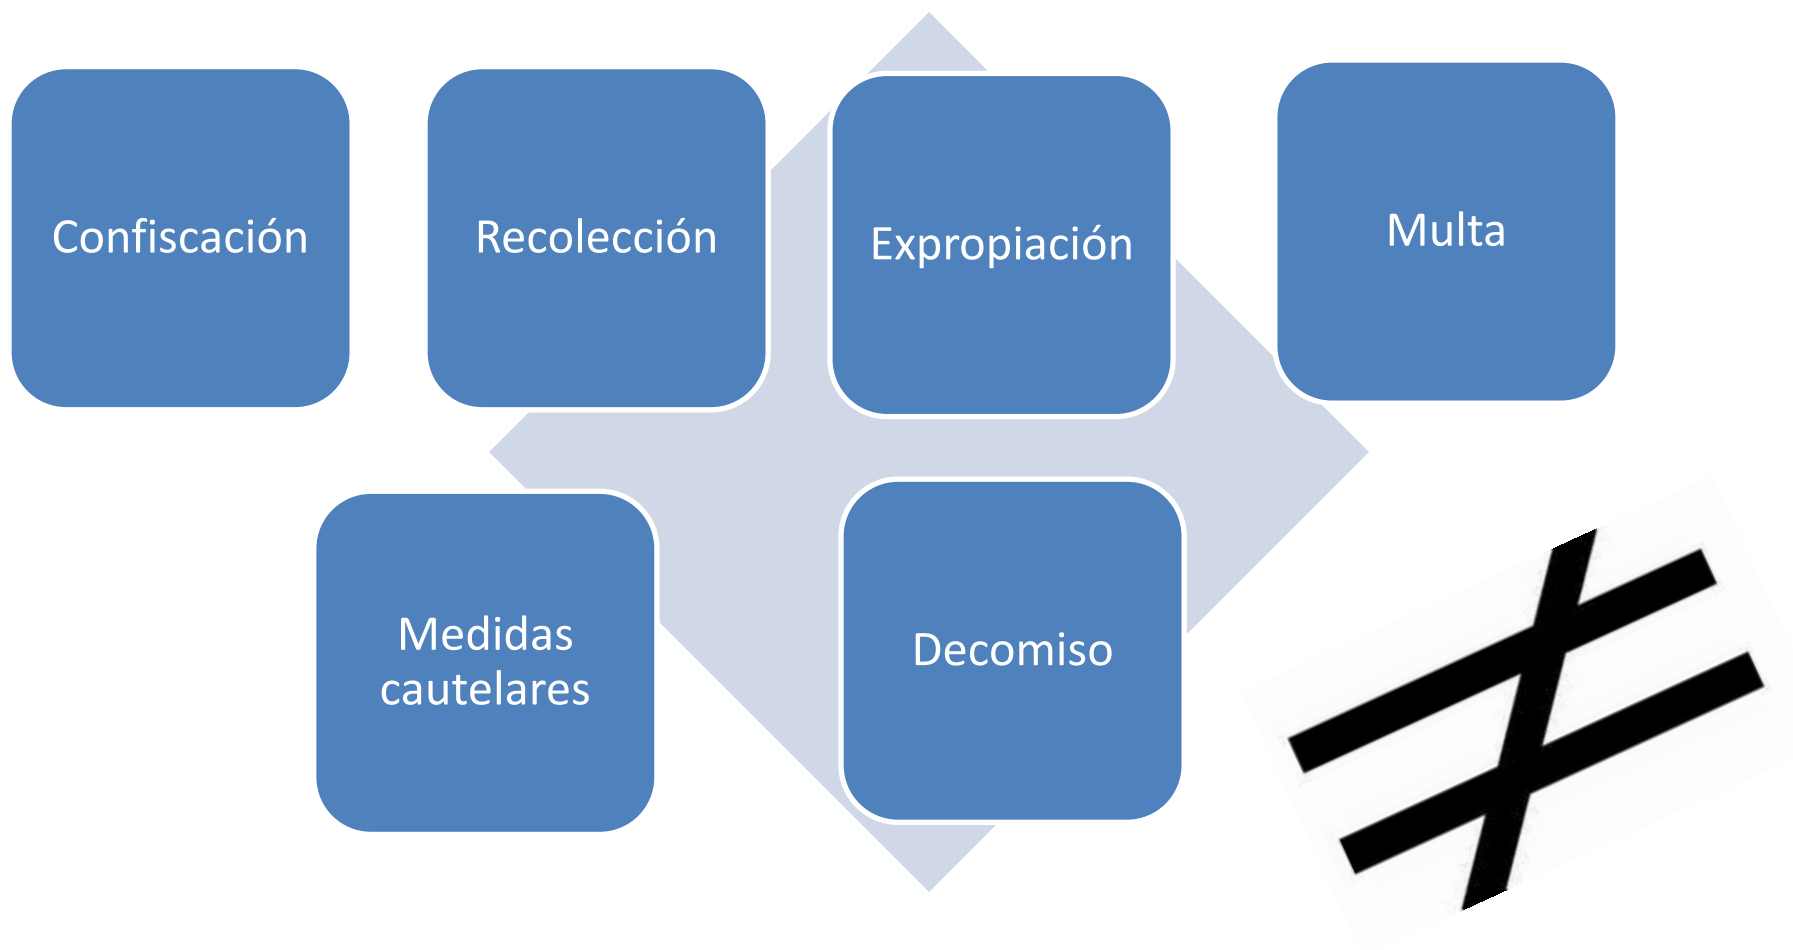 Confiscación
Recolección
Expropiación
Multa
Medidas
cautelares
Decomiso